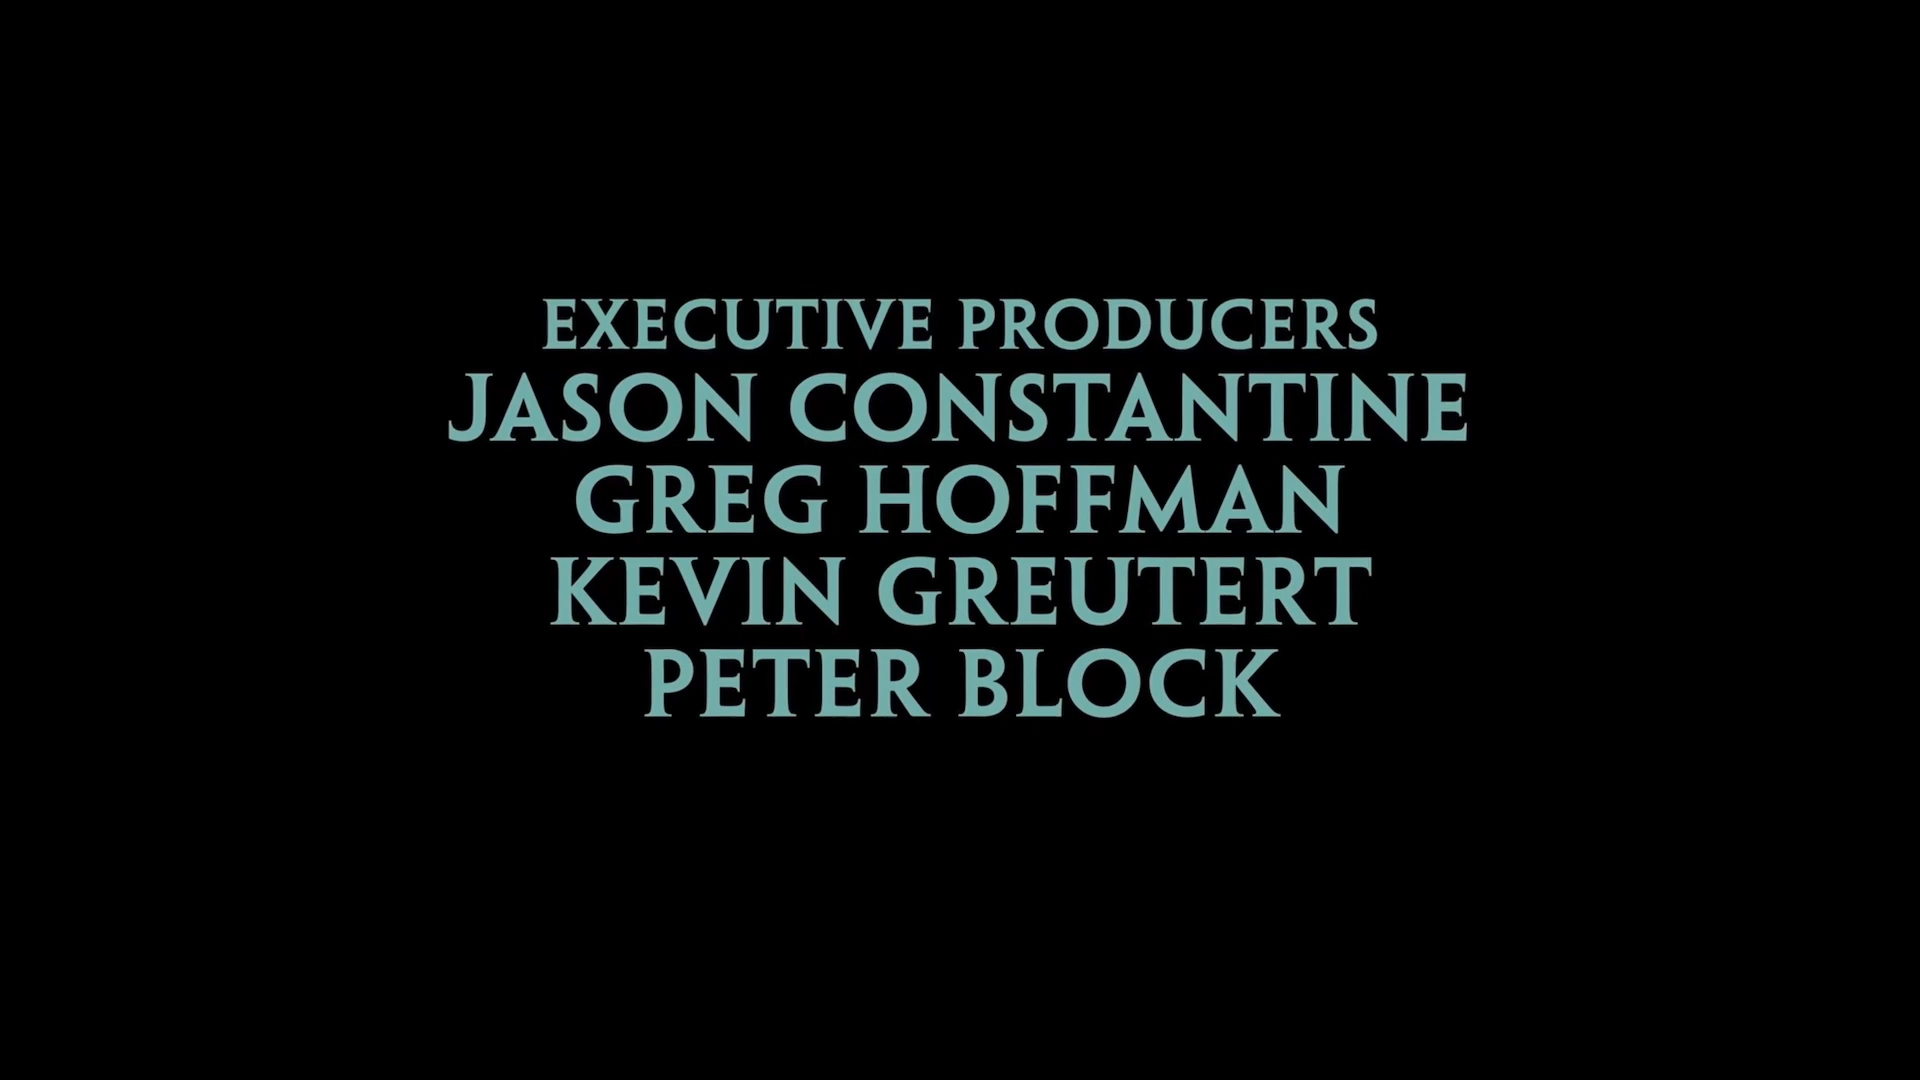 EXECUTIVE PRODUCERS
JASON CONSTANTINE
GREG HOFFMAN
KEVIN GREUTERT
PETER BLOCK